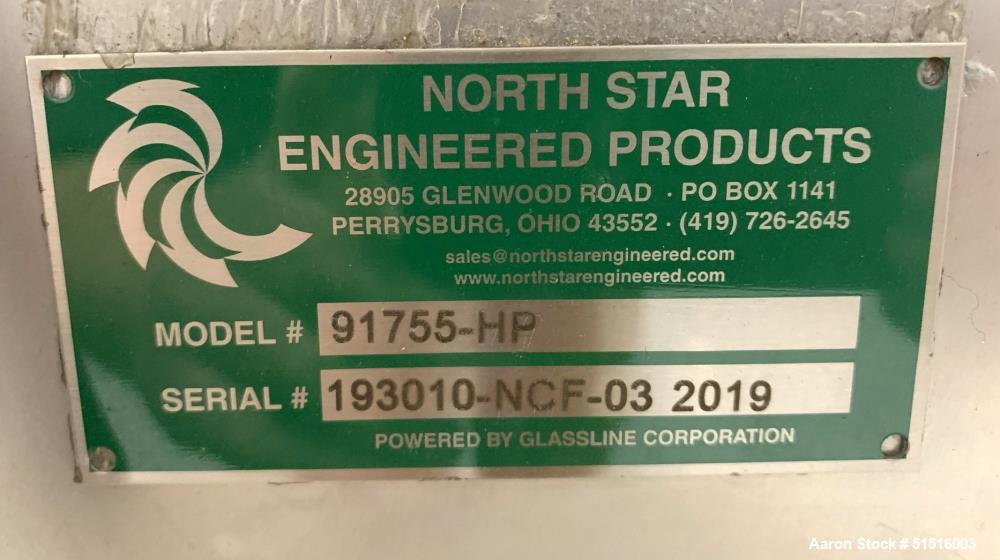 NORTH STAR
ENGINEERED PRODUCTS
28905 GLENWOOD ROAD · PO BOX 1141
PERRYSBURG, OHIO 43552 · (419) 726-2645
sales@northstarengineered.com
www.northstarengineered.com
MODEL # 91755-HP
SERIAL # 193010-NCF-03 2019
POWERED BY GLASSLINE CORPORATION
Aaron Stock # 51516003